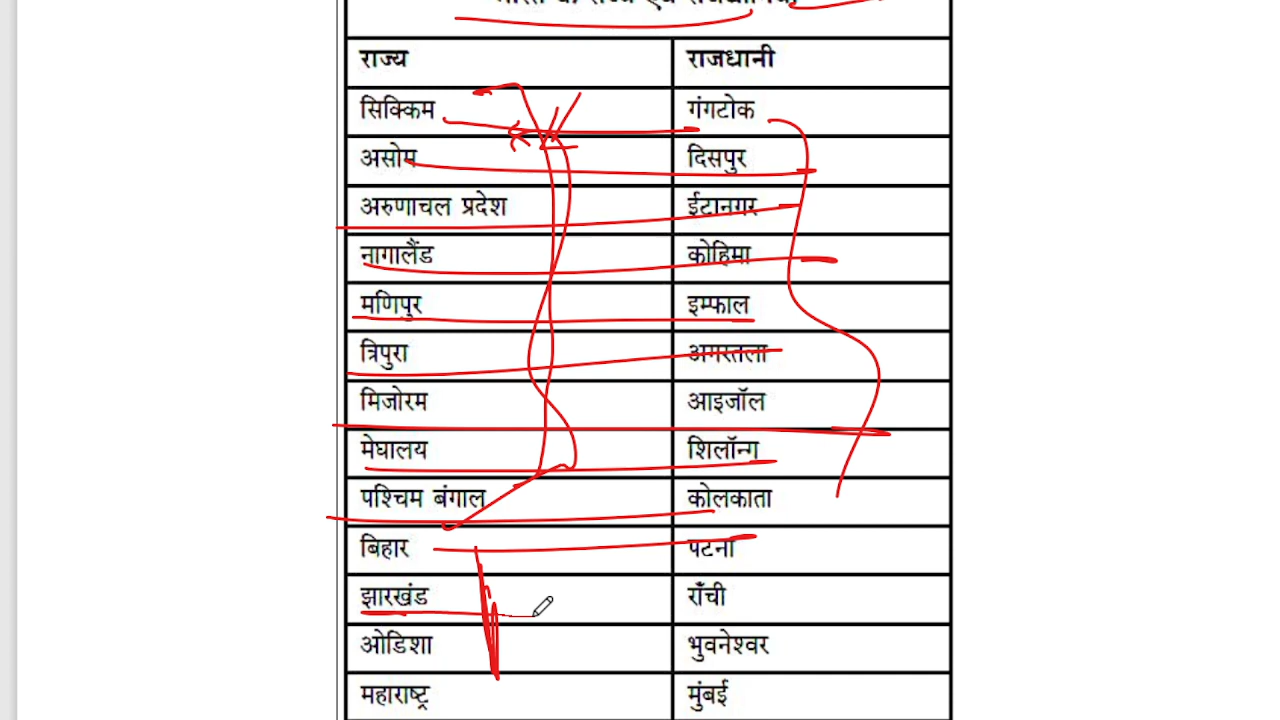 राज्य राजधानी
सिक्किम गंगटोक
असोम दिसपुर
अरुणाचल प्रदेश ईटानगर
नागालैंड कोहिमा
मणिपुर इम्फाल
त्रिपुरा अगरतला
मिजोरम आइजॉल
मेघालय शिलॉन्ग
पश्चिम बंगाल कोलकाता
बिहार पटना
झारखंड राँची
ओडिशा भुवनेश्वर
महाराष्ट्र मुंबई